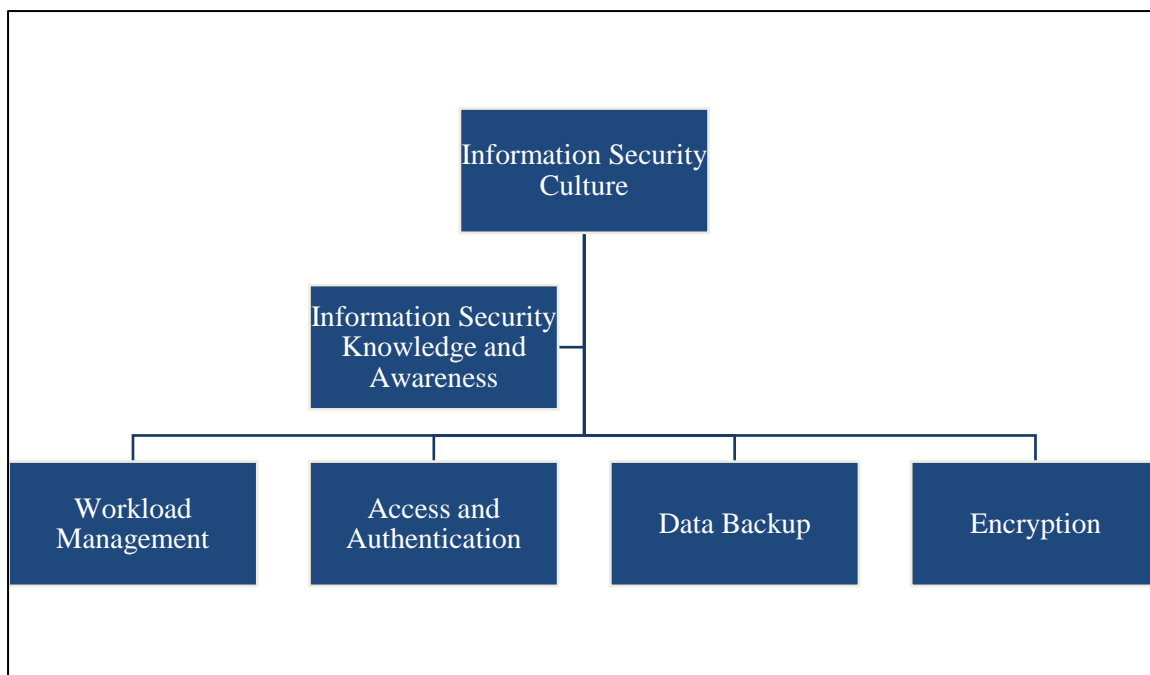 Information Security
Culture
Information Security
Knowledge and
Awareness
Workload
Management
Access and
Authentication
Data Backup
Encryption